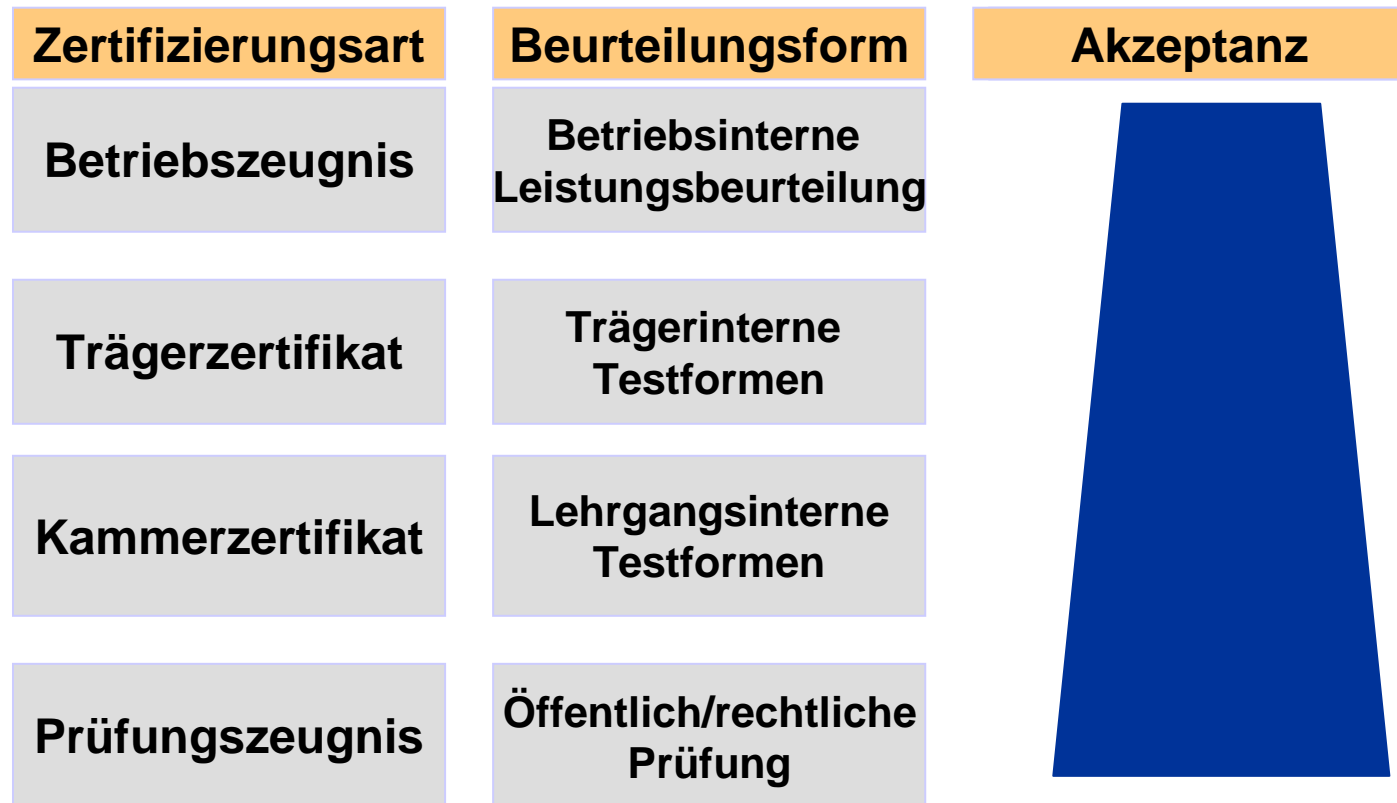 Zertifizierungsart
Beurteilungsform
Akzeptanz
Betriebszeugnis
Betriebsinterne
Leistungsbeurteilung
Trägerzertifikat
Trägerinterne
Testformen
Kammerzertifikat
Lehrgangsinterne
Testformen
Prüfungszeugnis
Öffentlich/rechtliche
Prüfung